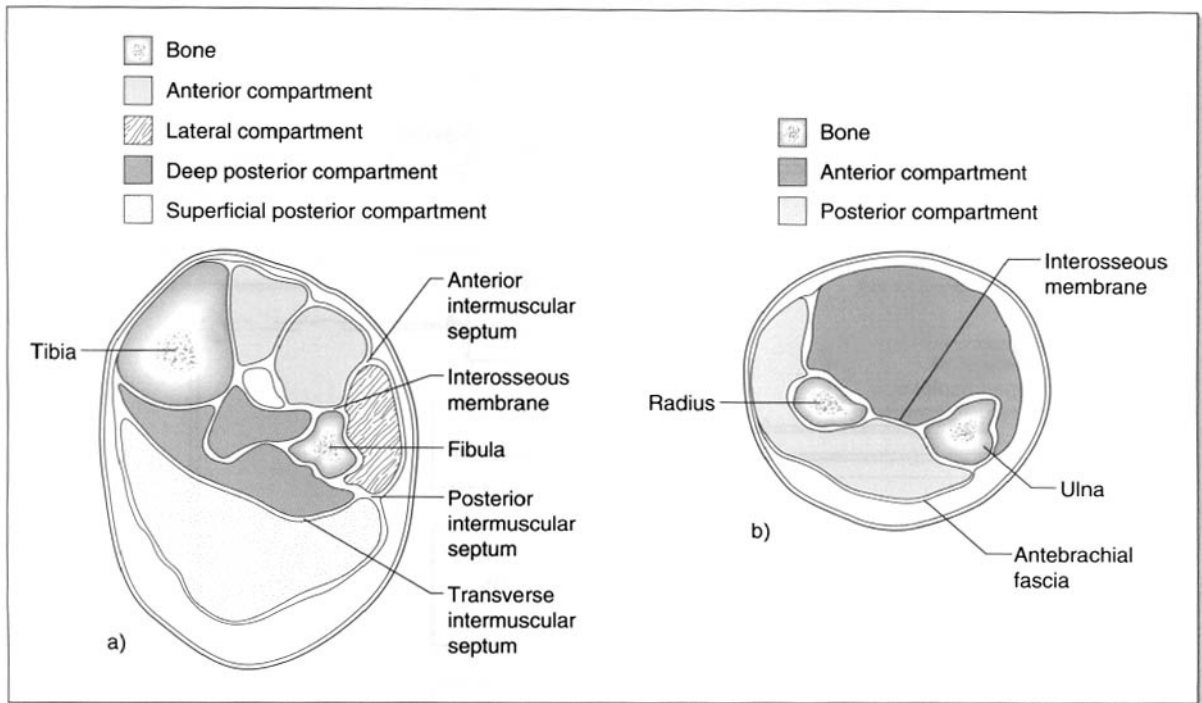 Bone
Anterior compartment
Lateral compartment
Deep posterior compartment
Superficial posterior compartment
Tibia
Anterior
intermuscular
septum
Interosseous
membrane
Fibula
Posterior
intermuscular
septum
Transverse
intermuscular
septum
a)
Bone
Anterior compartment
Posterior compartment
Interosseous
membrane
Radius
Ulna
Antebrachial
fascia
b)